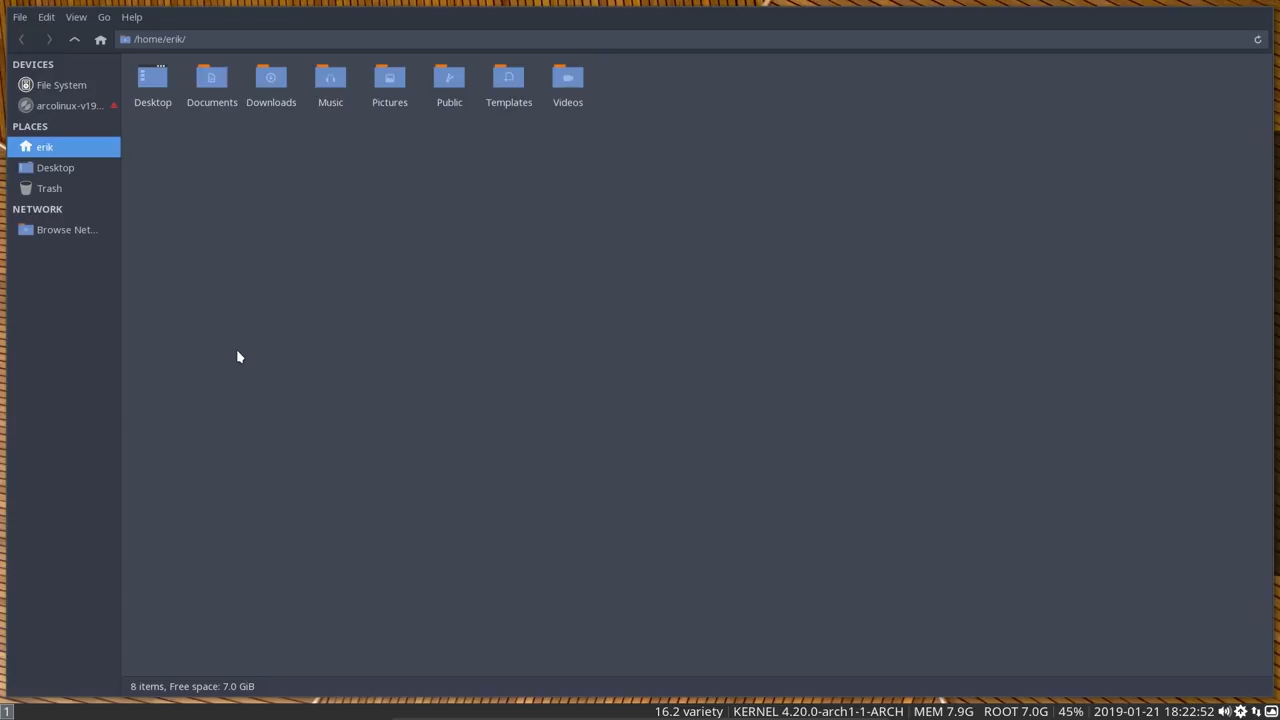 File Edit View Go Help
/home/erik/
DEVICES
File System
arcolinux-v19...
PLACES
erik
Desktop
Trash
NETWORK
Browse Net...
Desktop Documents Downloads Music Pictures Public Templates Videos
8 items, Free space: 7.0 GiB
1 16.2 variety KERNEL 4.20.0-arch1-1-ARCH MEM 7.9G ROOT 7.0G 45% 2019-01-21 18:22:52